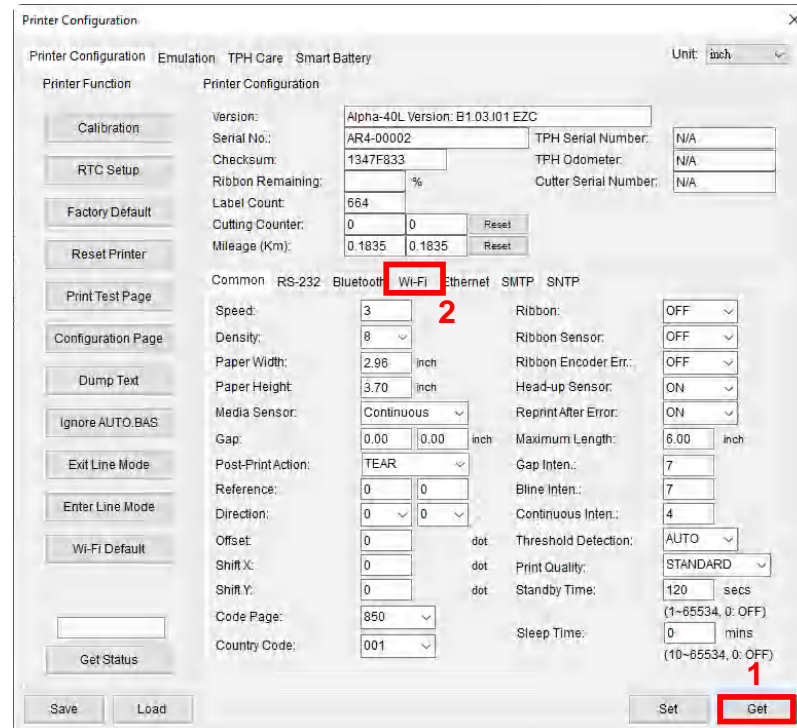 Printer Configuration
Printer Configuration Emulation TPH Care Smart Battery Unit: inch
Printer Function Printer Configuration
Calibration
RTC Setup
Factory Default
Reset Printer
Print Test Page
Configuration Page
Dump Text
Ignore AUTO.BAS
Exit Line Mode
Enter Line Mode
Wi-Fi Default
Get Status
Version: Alpha-40L Version: B1.03.I01 EZC
Serial No.: AR4-00002 TPH Serial Number: N/A
Checksum: 1347F833 TPH Odometer: N/A
Ribbon Remaining: % Cutter Serial Number: N/A
Label Count: 664
Cutting Counter: 0 0 Reset
Mileage (Km): 0.1835 0.1835 Reset
Common RS-232 Bluetooth Wi-Fi Ethernet SMTP SNTP
2
Speed: 3 Ribbon: OFF
Density: 8 Ribbon Sensor: OFF
Paper Width: 2.96 inch Ribbon Encoder Err.: OFF
Paper Height: 3.70 inch Head-up Sensor: ON
Media Sensor: Continuous Reprint After Error: ON
Gap: 0.00 0.00 inch Maximum Length: 6.00 inch
Post-Print Action: TEAR Gap Inten.: 7
Reference: 0 0 Bline Inten.: 7
Direction: 0 0 Continuous Inten.: 4
Offset: 0 dot Threshold Detection: AUTO
Shift X: 0 dot Print Quality: STANDARD
Shift Y: 0 dot Standby Time: 120 secs
(1~65534, 0: OFF)
Code Page: 850 Sleep Time: 0 mins
Country Code: 001 (10~65534, 0: OFF)
1
Save Load Set Get